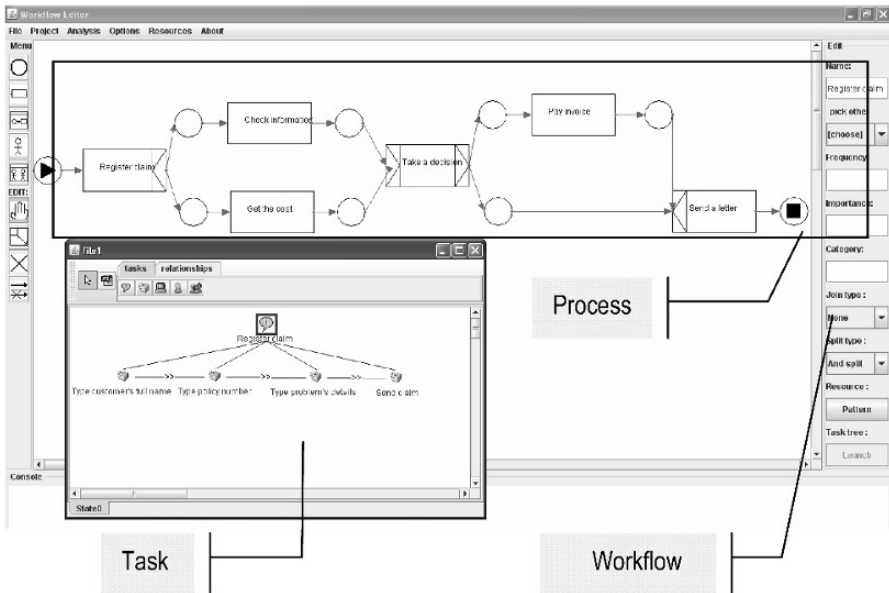 Workflow Editor
File Project Analysis Options Resources About
Menu
Edit
Name:
Register claim
pick othe
[choose]
Frequency
Importance:
Category:
Join type :
None
Split type :
And split
Resource :
Pattern
Task tree :
Launch
EDIT:
Check information
Pay invoice
Register claim
Take a decision
Get the cost
Send a letter
file1
tasks relationships
Register claim
>> >> >>
Type customer's full name Type policy number Type problem's details Send claim
State0
Process
Console
Task
Workflow